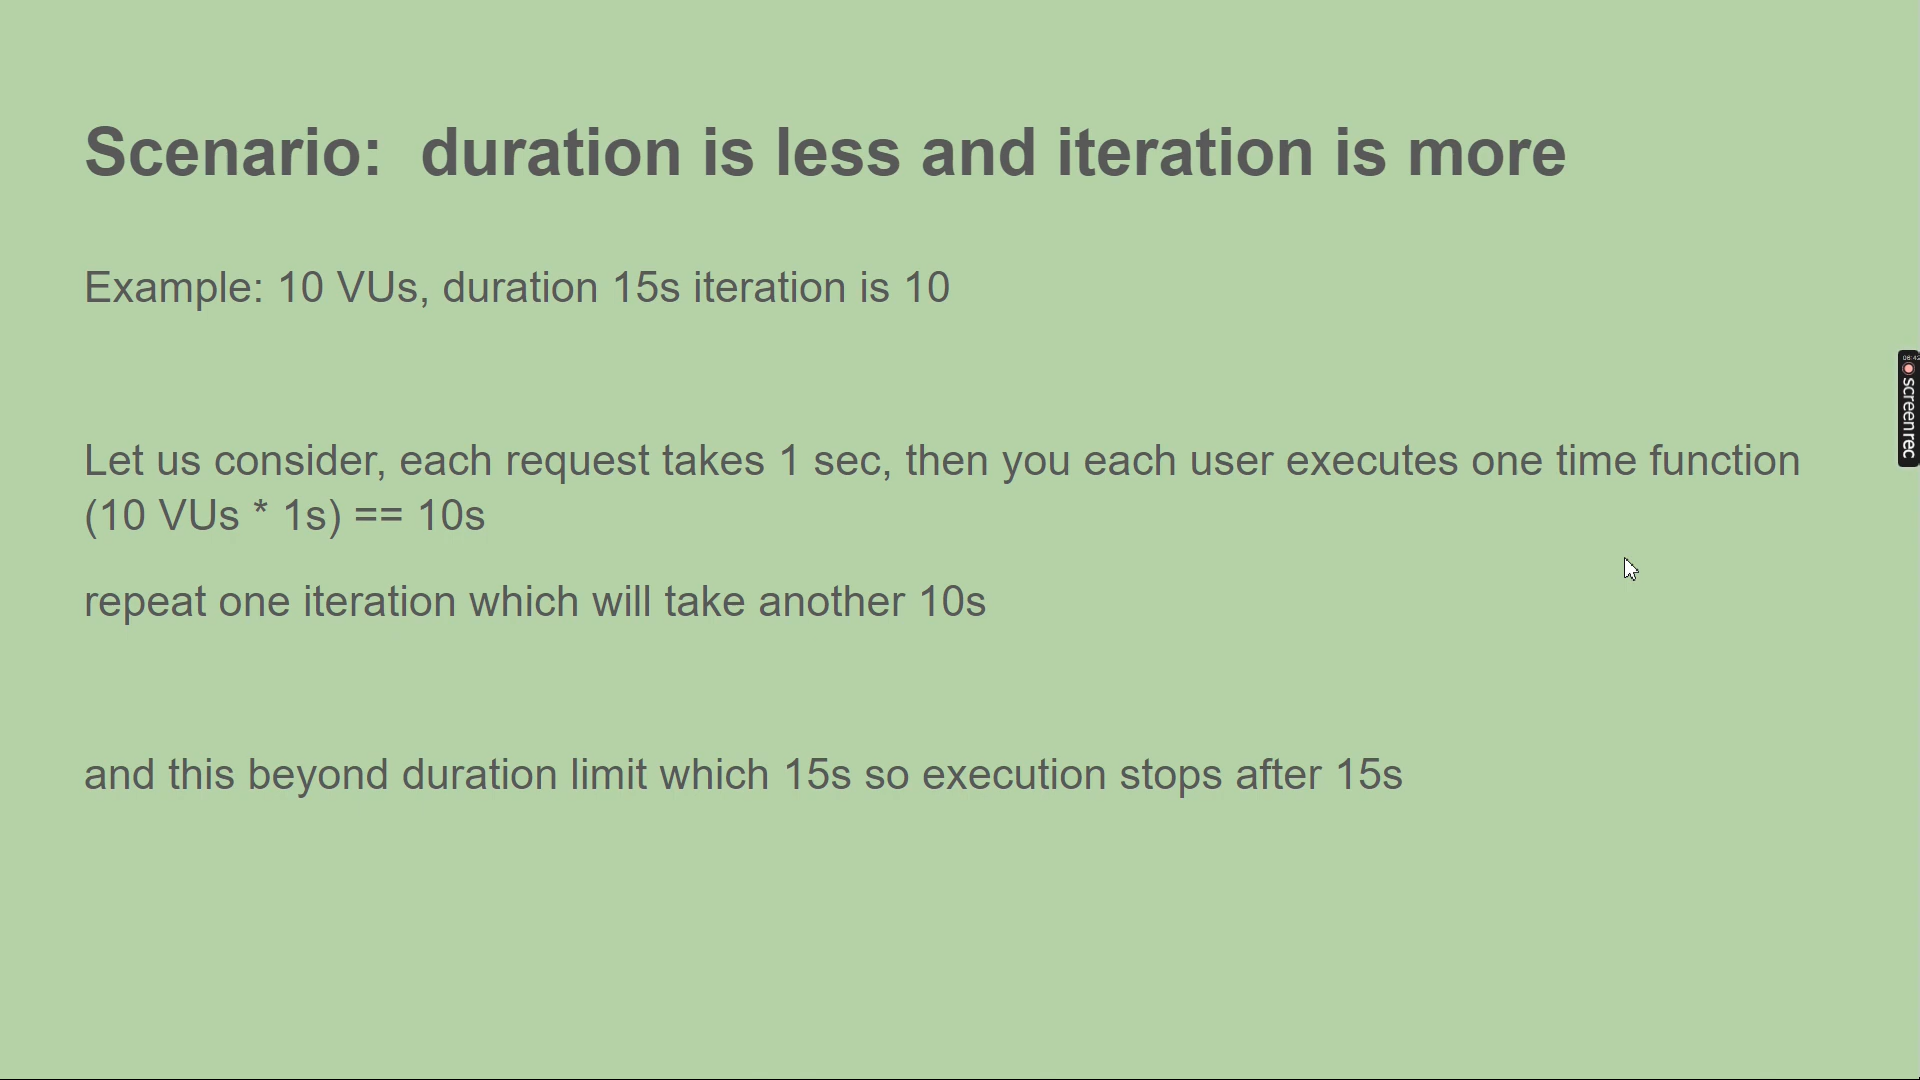 Scenario:  duration is less and iteration is more
Example: 10 VUs, duration 15s iteration is 10
Let us consider, each request takes 1 sec, then you each user executes one time function
(10 VUs * 1s) == 10s
repeat one iteration which will take another 10s
and this beyond duration limit which 15s so execution stops after 15s
screenrec